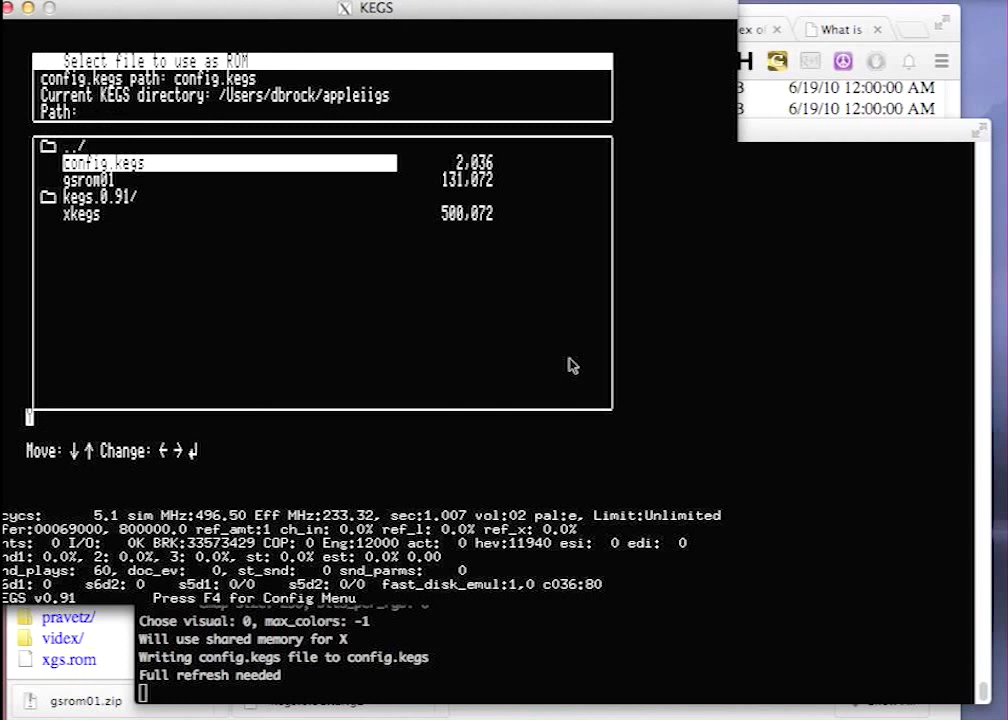 KEGS
ex of
What is
Select file to use as ROM
config.kegs path: config.kegs
Current KEGS directory: /Users/dbrock/appleiigs
Path:
6/19/10 12:00:00 AM
6/19/10 12:00:00 AM
../
config.kegs 2,036
gsrom01 131,072
kegs.0.91/
xkegs 500,072
Move: ↓ ↑ Change: ← → ↲
cycs: 5.1 sim MHz:496.50 Eff MHz:233.32, sec:1.007 vol:02 pal:e, Limit:Unlimited
fer:00069000, 800000.0 ref_amt:1 ch_in: 0.0% ref_l: 0.0% ref_x: 0.0%
nts: 0 I/O: 0K BRK:33573429 COP: 0 Eng:12000 act: 0 hev:11940 esi: 0 edi: 0
nd1: 0.0%, 2: 0.0%, 3: 0.0%, st: 0.0% est: 0.0% 0.00
nd_plays: 60, doc_ev: 0, st_snd: 0 snd_parms: 0
6d1: 0 s6d2: 0 s5d1: 0/0 s5d2: 0/0 fast_disk_emul:1,0 c036:80
EGS v0.91 Press F4 for Config Menu
pravetz/
videx/
xgs.rom
Chose visual: 0, max_colors: -1
Will use shared memory for X
Writing config.kegs file to config.kegs
Full refresh needed
gsrom01.zip